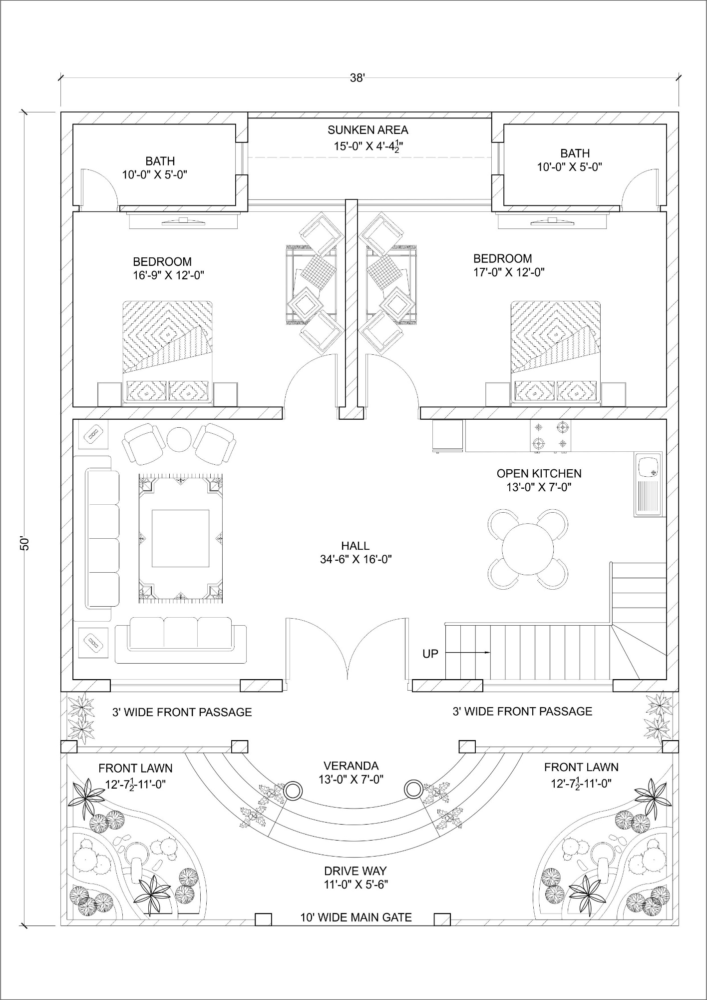 38'
SUNKEN AREA
15'-0" X 4'-4½"
BATH
10'-0" X 5'-0"
BATH
10'-0" X 5'-0"
BEDROOM
16'-9" X 12'-0"
BEDROOM
17'-0" X 12'-0"
OPEN KITCHEN
13'-0" X 7'-0"
50'
HALL
34'-6" X 16'-0"
UP
3' WIDE FRONT PASSAGE
3' WIDE FRONT PASSAGE
FRONT LAWN
12'-7½-11'-0"
VERANDA
13'-0" X 7'-0"
FRONT LAWN
12'-7½-11'-0"
DRIVE WAY
11'-0" X 5'-6"
10' WIDE MAIN GATE